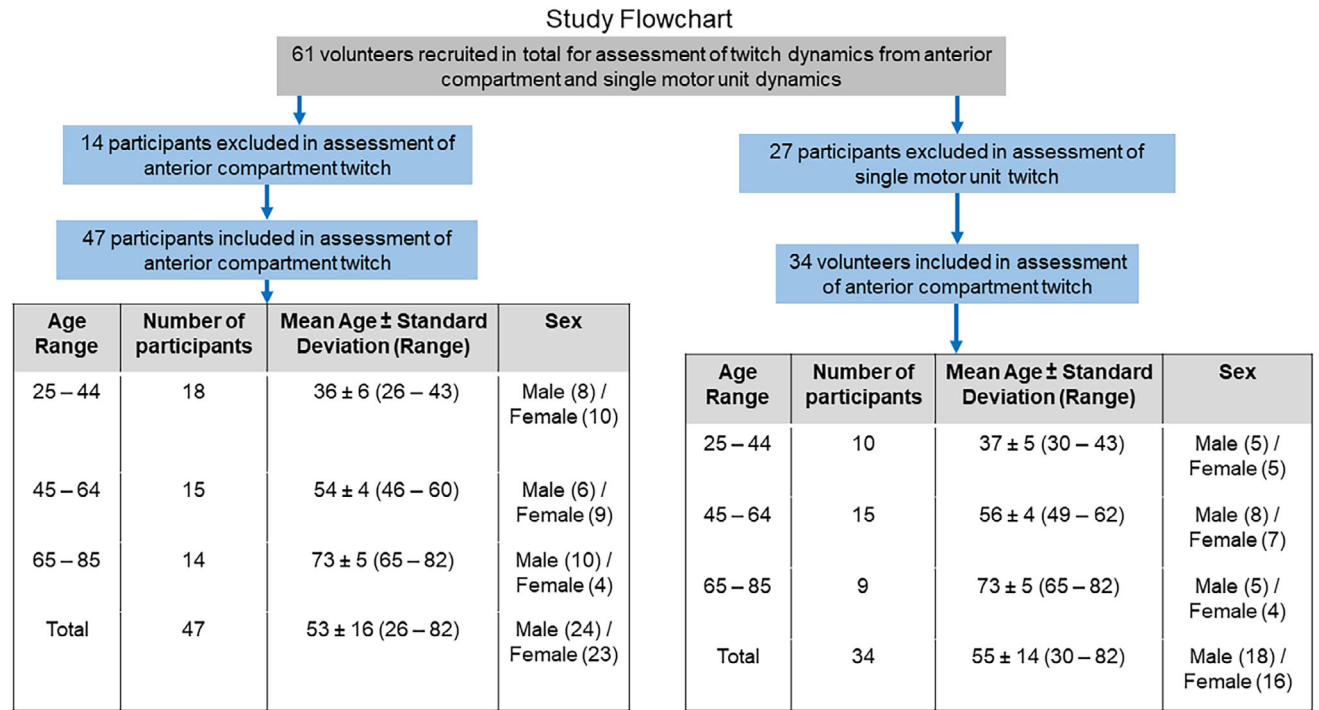 Study Flowchart
61 volunteers recruited in total for assessment of twitch dynamics from anterior
compartment and single motor unit dynamics
14 participants excluded in assessment of
anterior compartment twitch
47 participants included in assessment of
anterior compartment twitch
Age
Range
Number of
participants
Mean Age ± Standard
Deviation (Range)
Sex
25 – 44
18
36 ± 6 (26 – 43)
Male (8) /
Female (10)
45 – 64
15
54 ± 4 (46 – 60)
Male (6) /
Female (9)
65 – 85
14
73 ± 5 (65 – 82)
Male (10) /
Female (4)
Total
47
53 ± 16 (26 – 82)
Male (24) /
Female (23)
27 participants excluded in assessment of
single motor unit twitch
34 volunteers included in assessment
of anterior compartment twitch
Age
Range
Number of
participants
Mean Age ± Standard
Deviation (Range)
Sex
25 – 44
10
37 ± 5 (30 – 43)
Male (5) /
Female (5)
45 – 64
15
56 ± 4 (49 – 62)
Male (8) /
Female (7)
65 – 85
9
73 ± 5 (65 – 82)
Male (5) /
Female (4)
Total
34
55 ± 14 (30 – 82)
Male (18) /
Female (16)